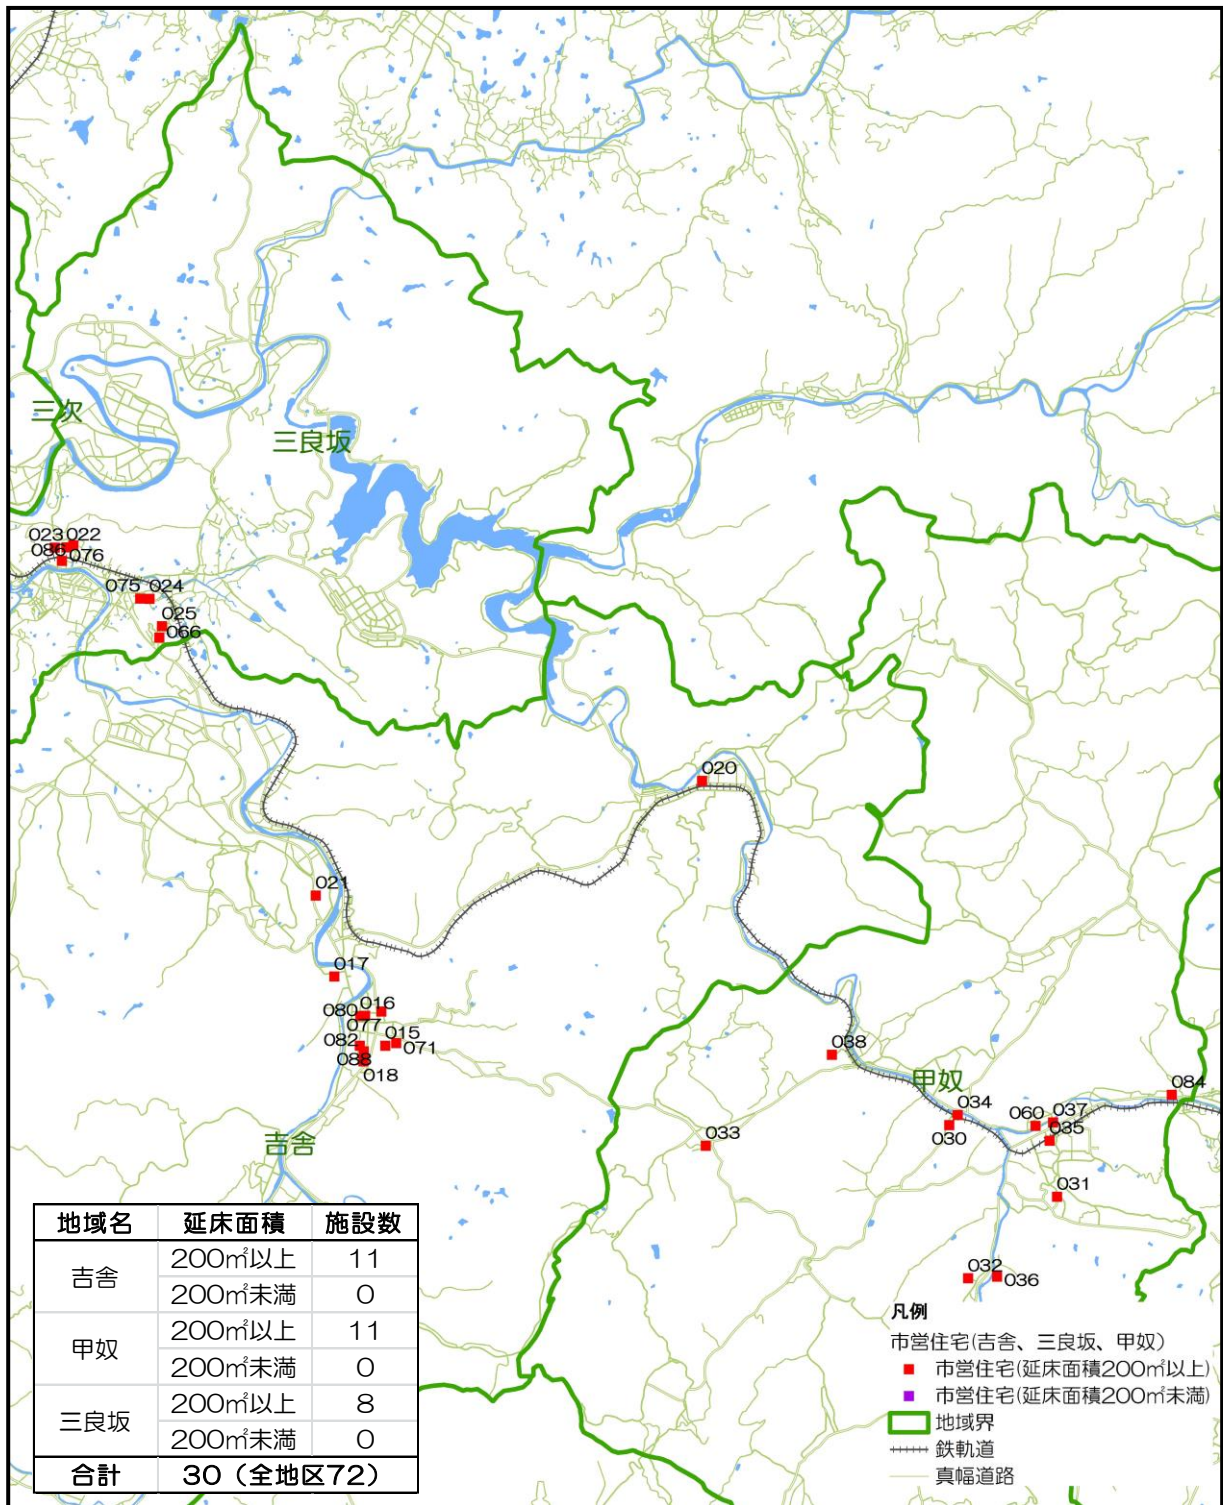 三次
三良坂
023 022
086 076
075 024
025
066
020
021
017
016
080
077
015
082
071
088
018
038
甲奴
084
034
037
060
030
035
033
吉舎
031
032
036
地域名 延床面積 施設数
吉舎 200㎡以上 11
200㎡未満 0
甲奴 200㎡以上 11
200㎡未満 0
三良坂 200㎡以上 8
200㎡未満 0
合計 30（全地区72）
凡例
市営住宅(吉舎、三良坂、甲奴)
市営住宅(延床面積200㎡以上)
市営住宅(延床面積200㎡未満)
地域界
鉄軌道
真幅道路